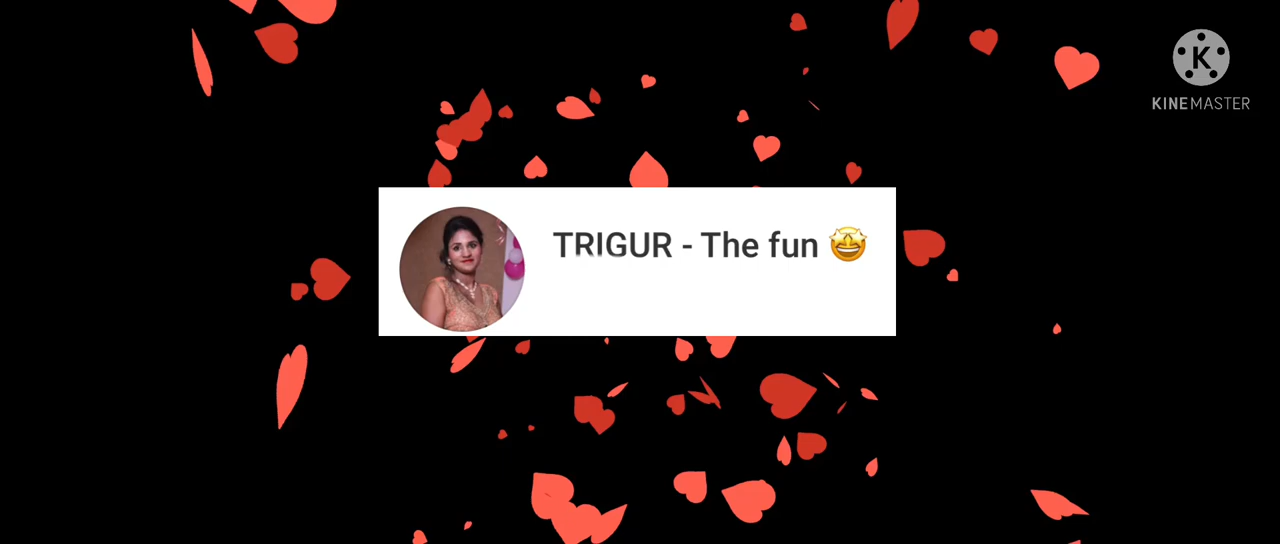 K
KINEMASTER
TRIGUR - The fun 🤩